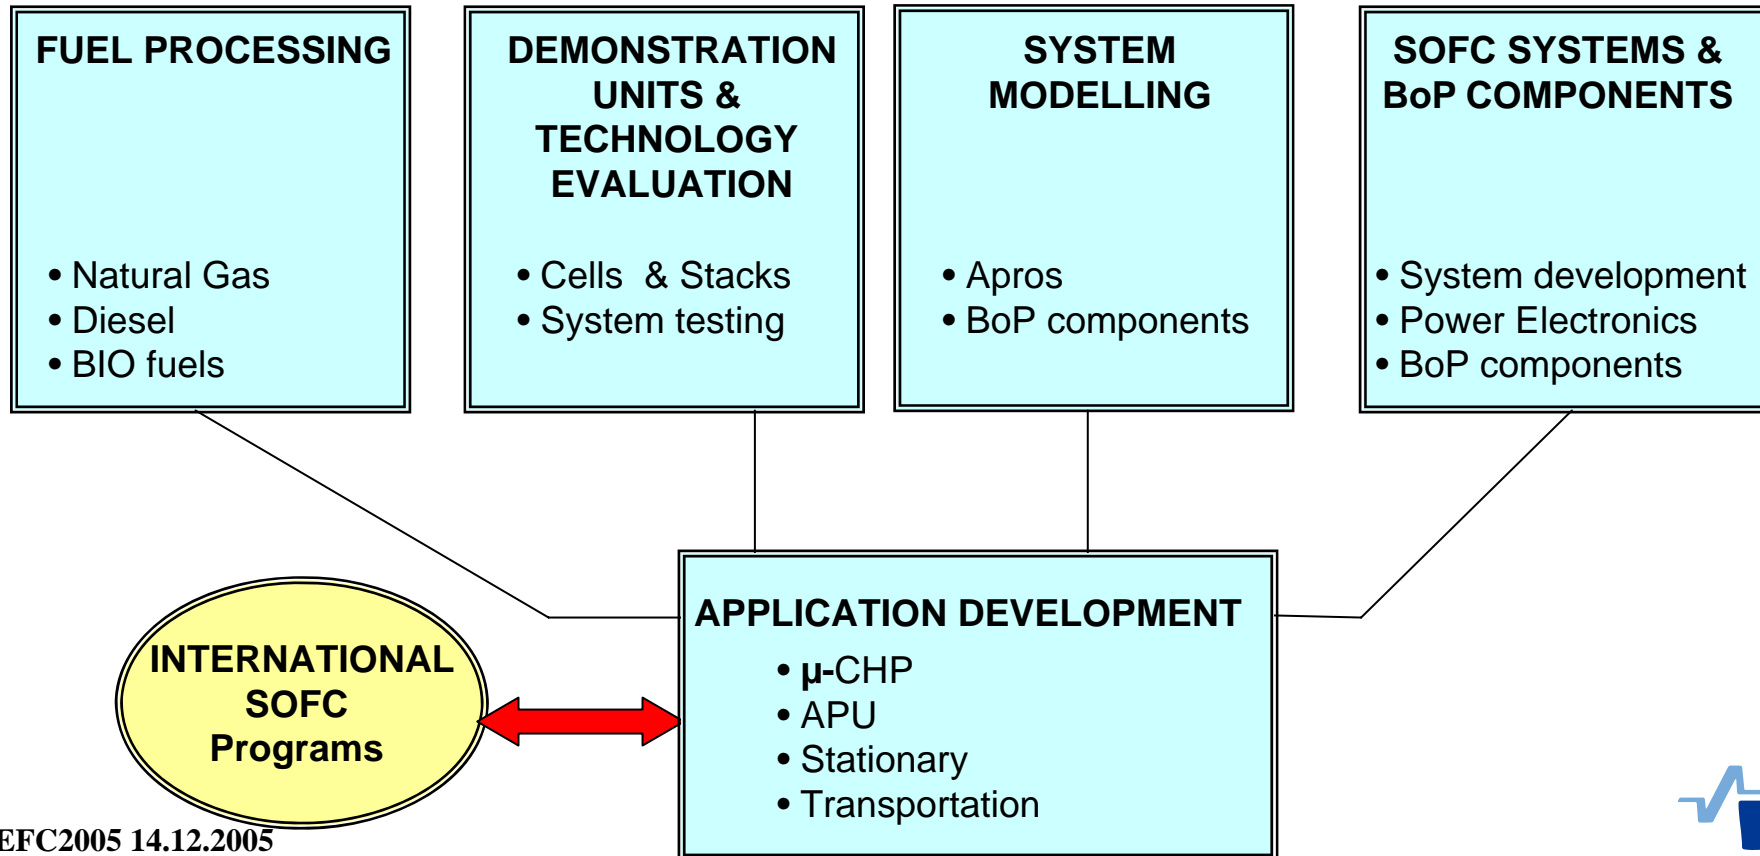 FUEL PROCESSING
• Natural Gas
• Diesel
• BIO fuels
DEMONSTRATION
UNITS &
TECHNOLOGY
EVALUATION
• Cells & Stacks
• System testing
SYSTEM
MODELLING
• Apros
• BoP components
SOFC SYSTEMS &
BoP COMPONENTS
• System development
• Power Electronics
• BoP components
INTERNATIONAL
SOFC
Programs
APPLICATION DEVELOPMENT
• µ-CHP
• APU
• Stationary
• Transportation
EFC2005 14.12.2005